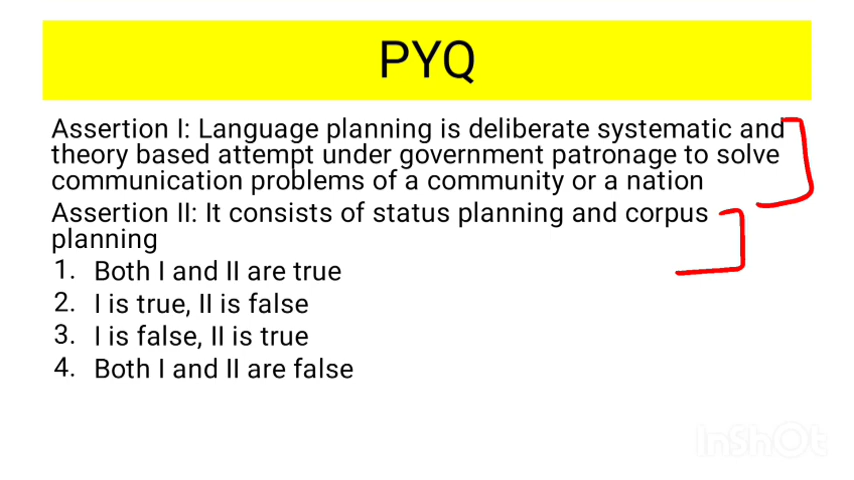 PYQ
Assertion I: Language planning is deliberate systematic and
theory based attempt under government patronage to solve
communication problems of a community or a nation
Assertion II: It consists of status planning and corpus
planning
1. Both I and II are true
2. I is true, II is false
3. I is false, II is true
4. Both I and II are false
InShOt